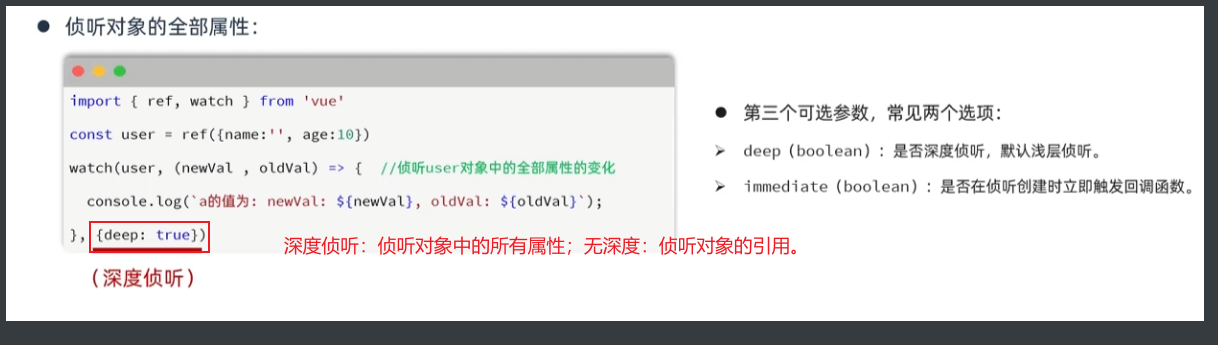 ● 侦听对象的全部属性：
import { ref, watch } from 'vue'
const user = ref({name:'', age:10})
watch(user, (newVal , oldVal) => {  //侦听user对象中的全部属性的变化
console.log(`a的值为: newVal: ${newVal}, oldVal: ${oldVal}`);
}, {deep: true})
深度侦听：侦听对象中的所有属性；无深度：侦听对象的引用。
（深度侦听）
● 第三个可选参数，常见两个选项：
➢ deep（boolean）：是否深度侦听，默认浅层侦听。
➢ immediate（boolean）：是否在侦听创建时立即触发回调函数。